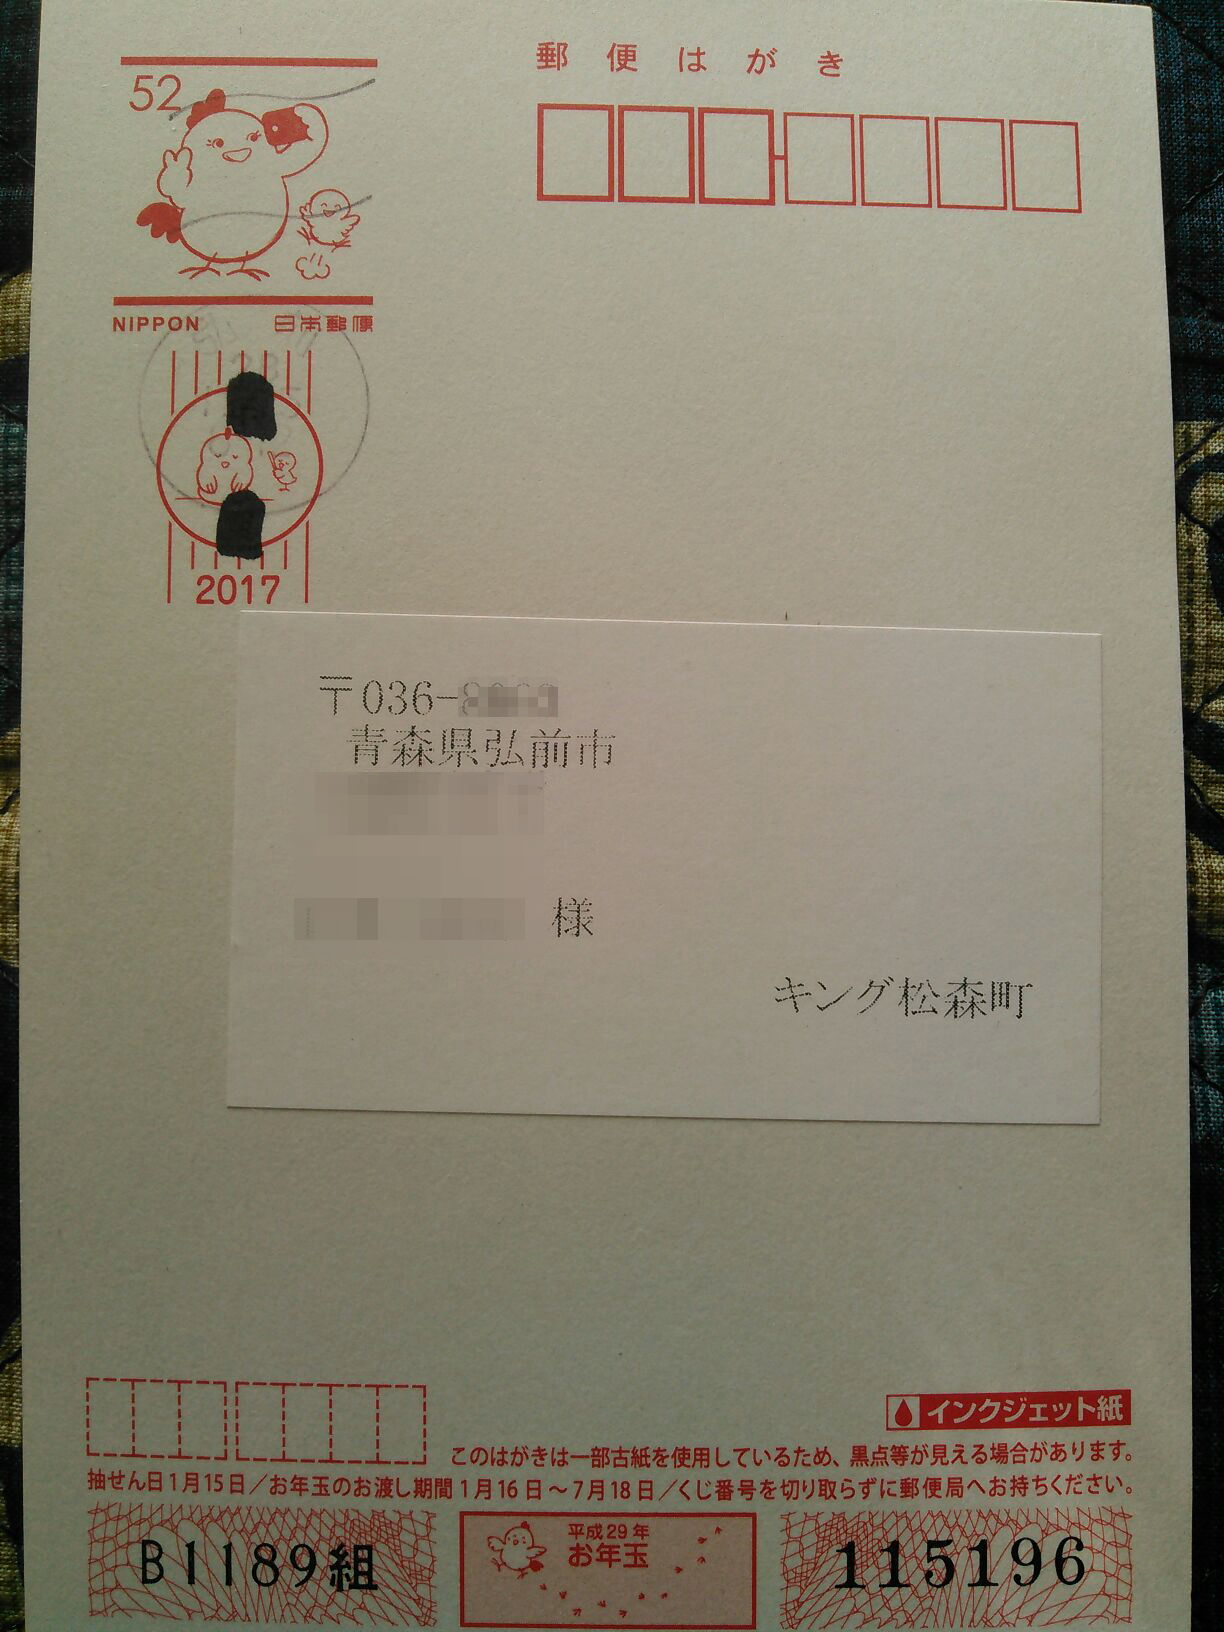 郵便はがき
52
NIPPON 日本郵便
2017
〒036-
青森県弘前市
様
キング松森町
インクジェット紙
このはがきは一部古紙を使用しているため、黒点等が見える場合があります。
抽せん日1月15日/お年玉のお渡し期間1月16日〜7月18日/くじ番号を切り取らずに郵便局へお持ちください。
B1189組
平成29年
お年玉
115196